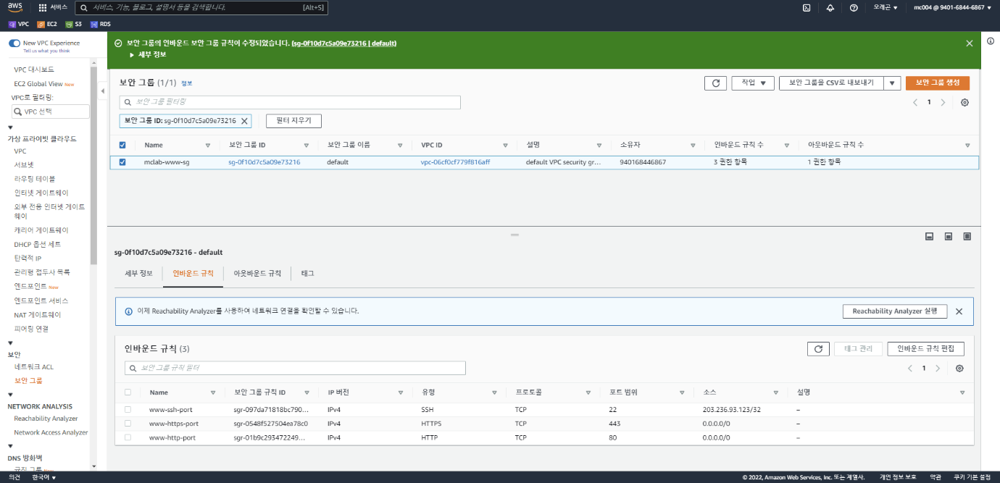 aws 서비스 서비스, 기능, 블로그, 설명서 등을 검색합니다. [Alt+S] 오레곤 ▼ mc004 @ 9401-6844-6867 ▼
VPC EC2 S3 RDS
New VPC Experience
Tell us what you think
VPC 대시보드
EC2 Global View New
VPC로 필터링:
VPC 선택
가상 프라이빗 클라우드
VPC
서브넷
라우팅 테이블
인터넷 게이트웨이
외부 전용 인터넷 게이트
웨이
캐리어 게이트웨이
DHCP 옵션 세트
탄력적 IP
관리형 접두사 목록
엔드포인트 New
엔드포인트 서비스
NAT 게이트웨이
피어링 연결
보안
네트워크 ACL
보안 그룹
NETWORK ANALYSIS
Reachability Analyzer
Network Access Analyzer
DNS 방화벽
규칙 그룹 New
보안 그룹의 인바운드 보안 그룹 규칙이 수정되었습니다. (sg-0f10d7c5a09e73216 | default)
▶ 세부 정보
보안 그룹 (1/1) 정보
작업 ▼ 보안 그룹을 CSV로 내보내기 ▼ 보안 그룹 생성
보안 그룹 필터링
1
보안 그룹 ID: sg-0f10d7c5a09e73216 필터 지우기
Name 보안 그룹 ID 보안 그룹 이름 VPC ID 설명 소유자 인바운드 규칙 수 아웃바운드 규칙 수
mclab-www-sg sg-0f10d7c5a09e73216 default vpc-06cf0cf779f816aff default VPC security gr... 940168446867 3 권한 항목 1 권한 항목
sg-0f10d7c5a09e73216 - default
세부 정보 인바운드 규칙 아웃바운드 규칙 태그
이제 Reachability Analyzer를 사용하여 네트워크 연결을 확인할 수 있습니다. Reachability Analyzer 실행
인바운드 규칙 (3) 태그 관리 인바운드 규칙 편집
보안 그룹 규칙 필터
1
Name 보안 그룹 규칙 ID IP 버전 유형 프로토콜 포트 범위 소스 설명
www-ssh-port sgr-097da71818bc790... IPv4 SSH TCP 22 203.236.93.123/32 –
www-https-port sgr-0548f527504ea78c0 IPv4 HTTPS TCP 443 0.0.0.0/0 –
www-http-port sgr-01b9c293472249... IPv4 HTTP TCP 80 0.0.0.0/0 –
의견 한국어 ▼ © 2022, Amazon Web Services, Inc. 또는 계열사. 개인 정보 보호 약관 쿠키 기본 설정